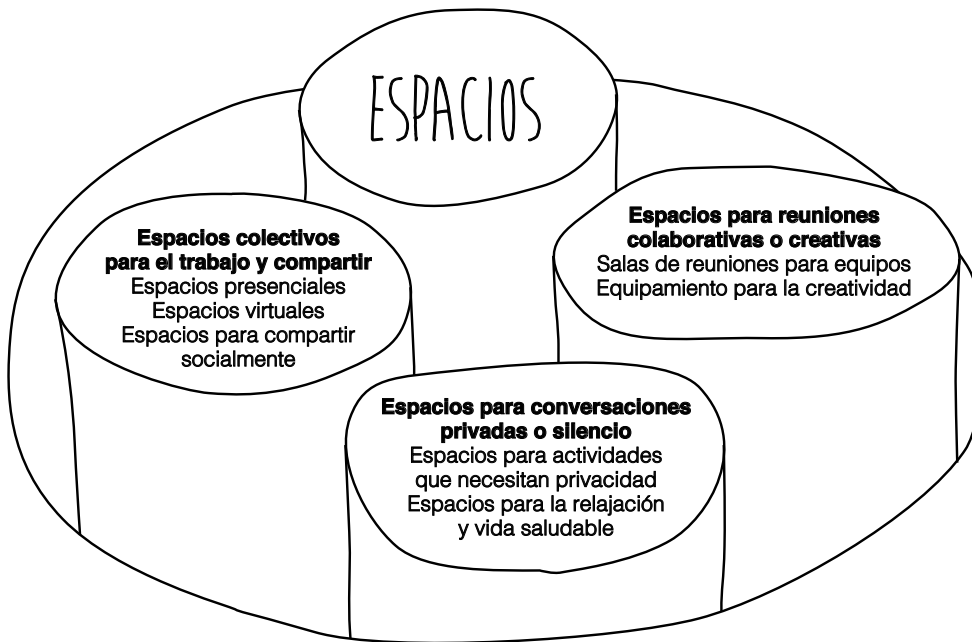 ESPACIOS
Espacios colectivos
para el trabajo y compartir
Espacios presenciales
Espacios virtuales
Espacios para compartir
socialmente
Espacios para reuniones
colaborativas o creativas
Salas de reuniones para equipos
Equipamiento para la creatividad
Espacios para conversaciones
privadas o silencio
Espacios para actividades
que necesitan privacidad
Espacios para la relajación
y vida saludable